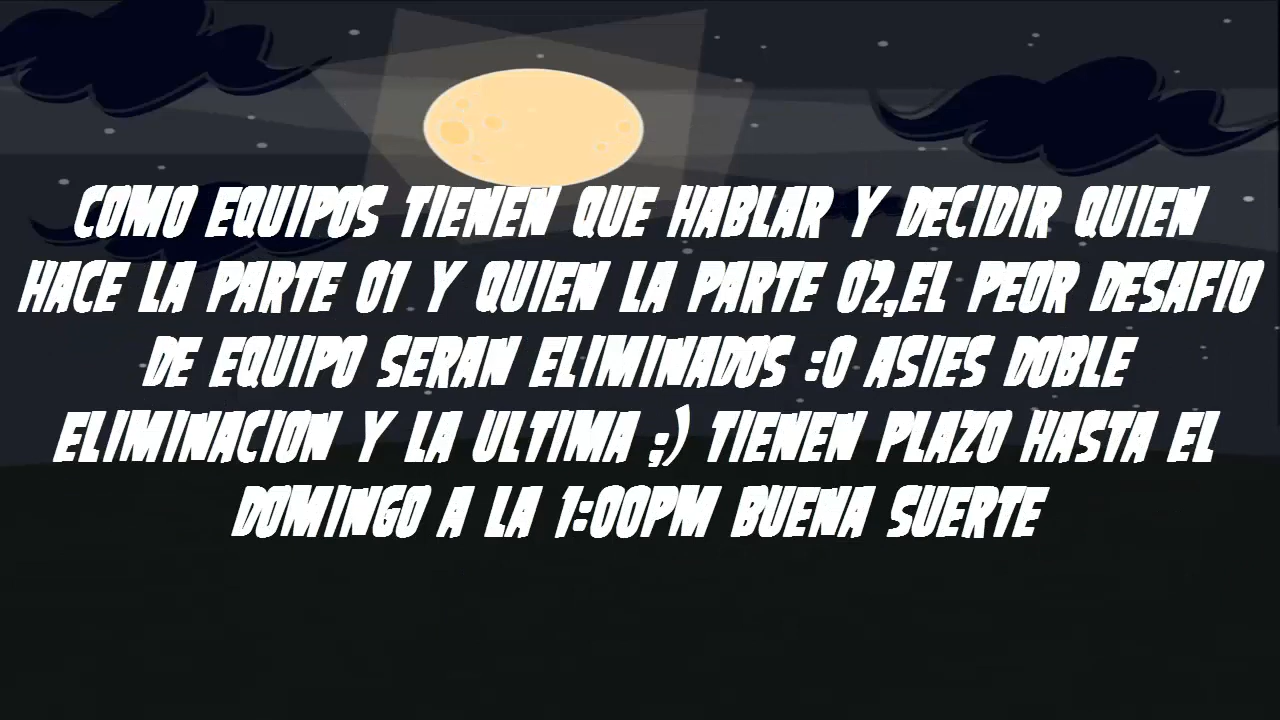 COMO EQUIPOS TIENEN QUE HABLAR Y DECIDIR QUIEN
HACE LA PARTE 01 Y QUIEN LA PARTE 02,EL PEOR DESAFIO
DE EQUIPO SERAN ELIMINADOS :O ASIES DOBLE
ELIMINACION Y LA ULTIMA ;) TIENEN PLAZO HASTA EL
DOMINGO A LA 1:00PM BUENA SUERTE